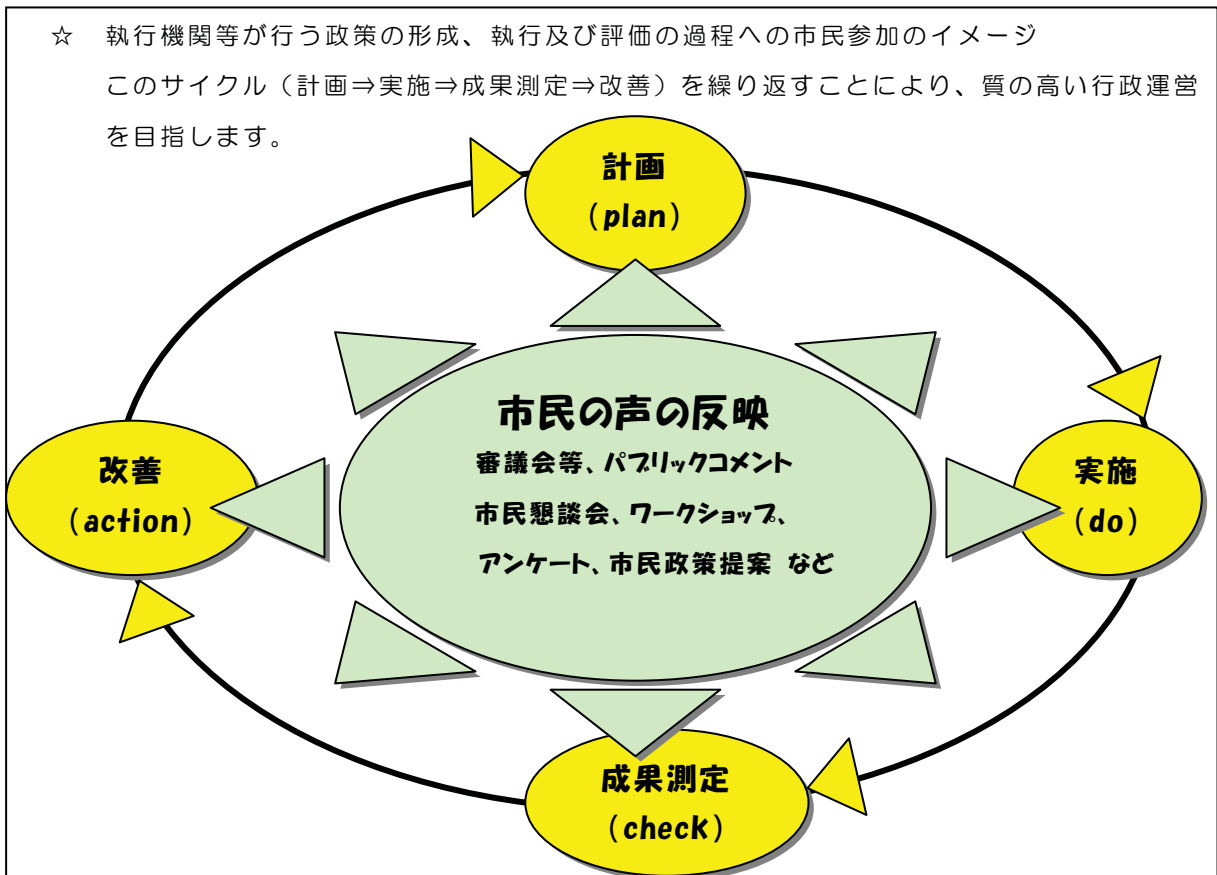 ☆ 執行機関等が行う政策の形成、執行及び評価の過程への市民参加のイメージ
このサイクル（計画⇒実施⇒成果測定⇒改善）を繰り返すことにより、質の高い行政運営
を目指します。
計画
（plan）
市民の声の反映
審議会等、パブリックコメント
市民懇談会、ワークショップ、
アンケート、市民政策提案 など
改善
（action）
実施
（do）
成果測定
（check）